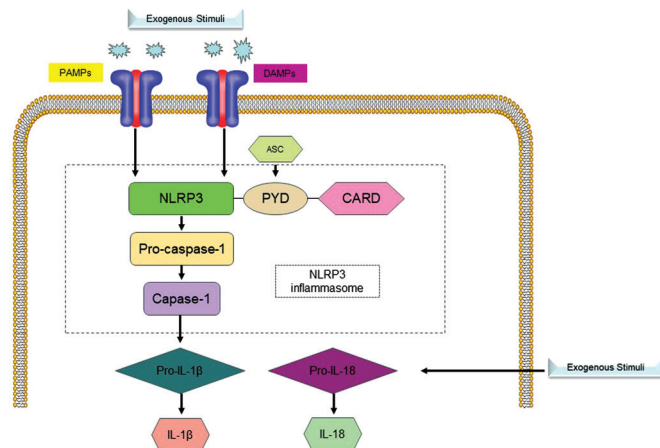 Exogenous Stimuli
PAMPs
DAMPs
ASC
NLRP3
PYD
CARD
Pro-caspase-1
NLRP3
inflammasome
Capase-1
Pro-IL-1β
Pro-IL-18
Exogenous Stimuli
IL-1β
IL-18